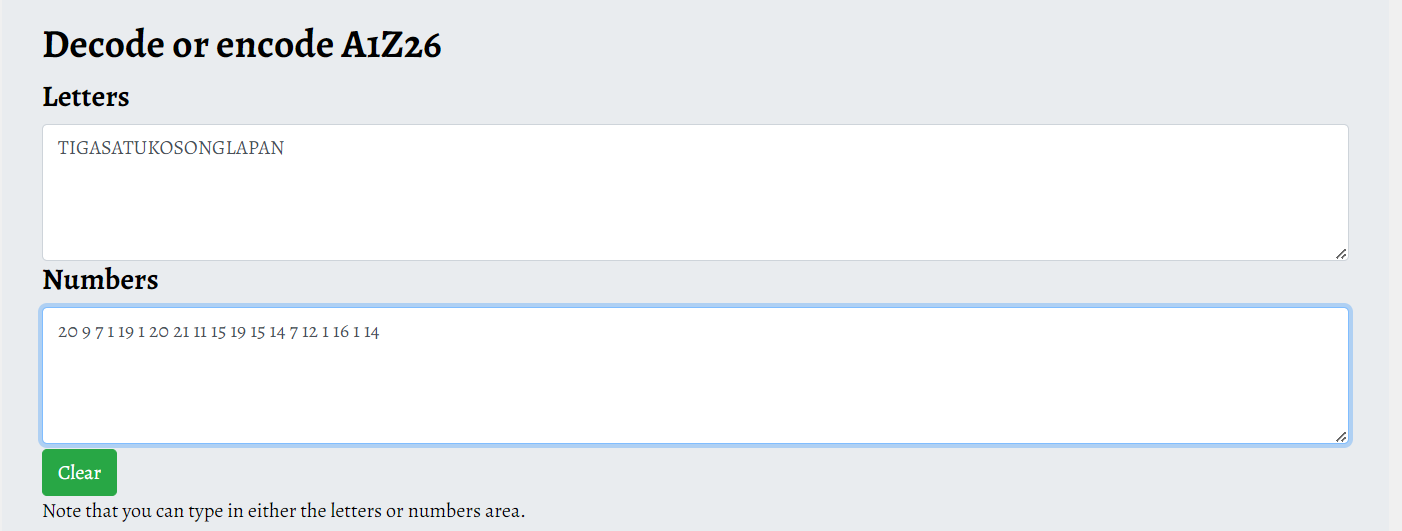 Decode or encode A1Z26
Letters
TIGASATUKOSONGLAPAN
Numbers
20 9 7 1 19 1 20 21 11 15 19 15 14 7 12 1 16 1 14
Clear
Note that you can type in either the letters or numbers area.